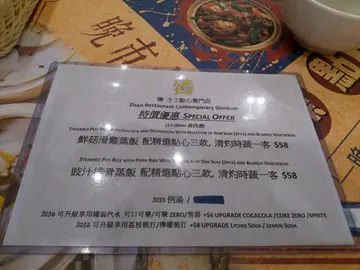 晚市
手工點心專門店
Zhen Restaurant Contemporary DimSum
特價優惠 SPECIAL OFFER
STEAMED POT RICE WITH CHICKEN AND MUSHROOM WITH SELECTION OF DIM SUM (3PCS) AND BLANCH VEGETABLES
鮮菇滑雞蒸飯 配精選點心三款, 清灼時蔬一客 $58
STEAMED POT RICE WITH PORK RIBS WITH SELECTION OF DIM SUM (3PCS) AND BLANCH VEGETABLES
豉汁排骨蒸飯 配精選點心三款, 清灼時蔬一客 $58
加$5 例湯 /
加$6 可升級享用罐裝汽水 可口可樂/可樂 ZERO/雪碧 +$6 UPGRADE COCACOLA/COKE ZERO /SPRITE
加$8 可升級享用荔枝梳打/檸檬梳打 +$8 UPGRADE LYCHEE SODA / LEMON SODA